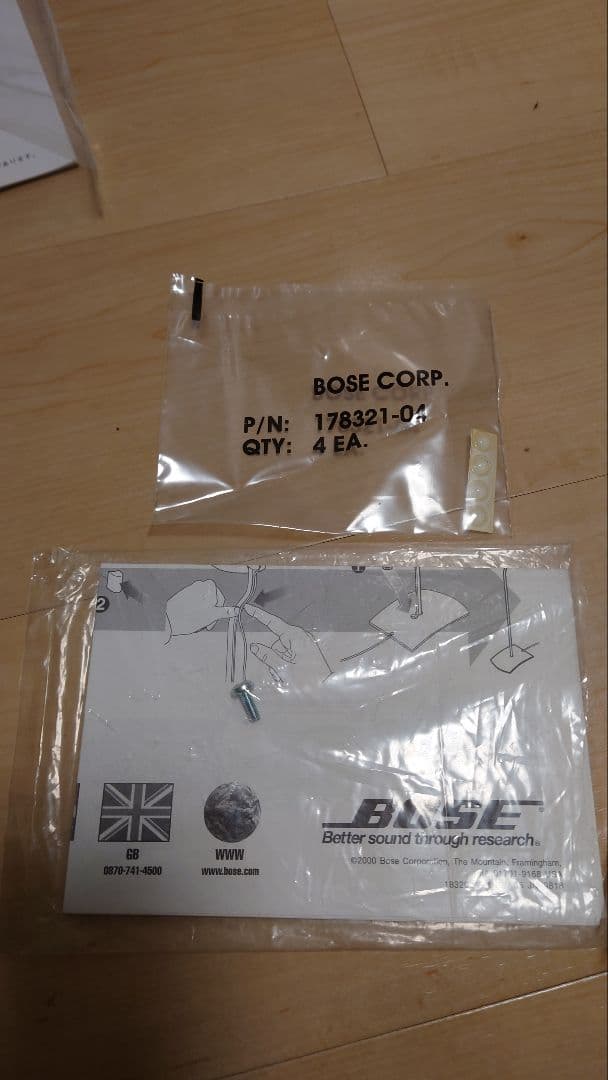 BOSE CORP.
P/N: 178321-04
QTY: 4 EA.
2
GB
0870-741-4500
WWW
www.bose.com
BOSE
Better sound through research®
©2000 Bose Corporation, The Mountain, Framingham,